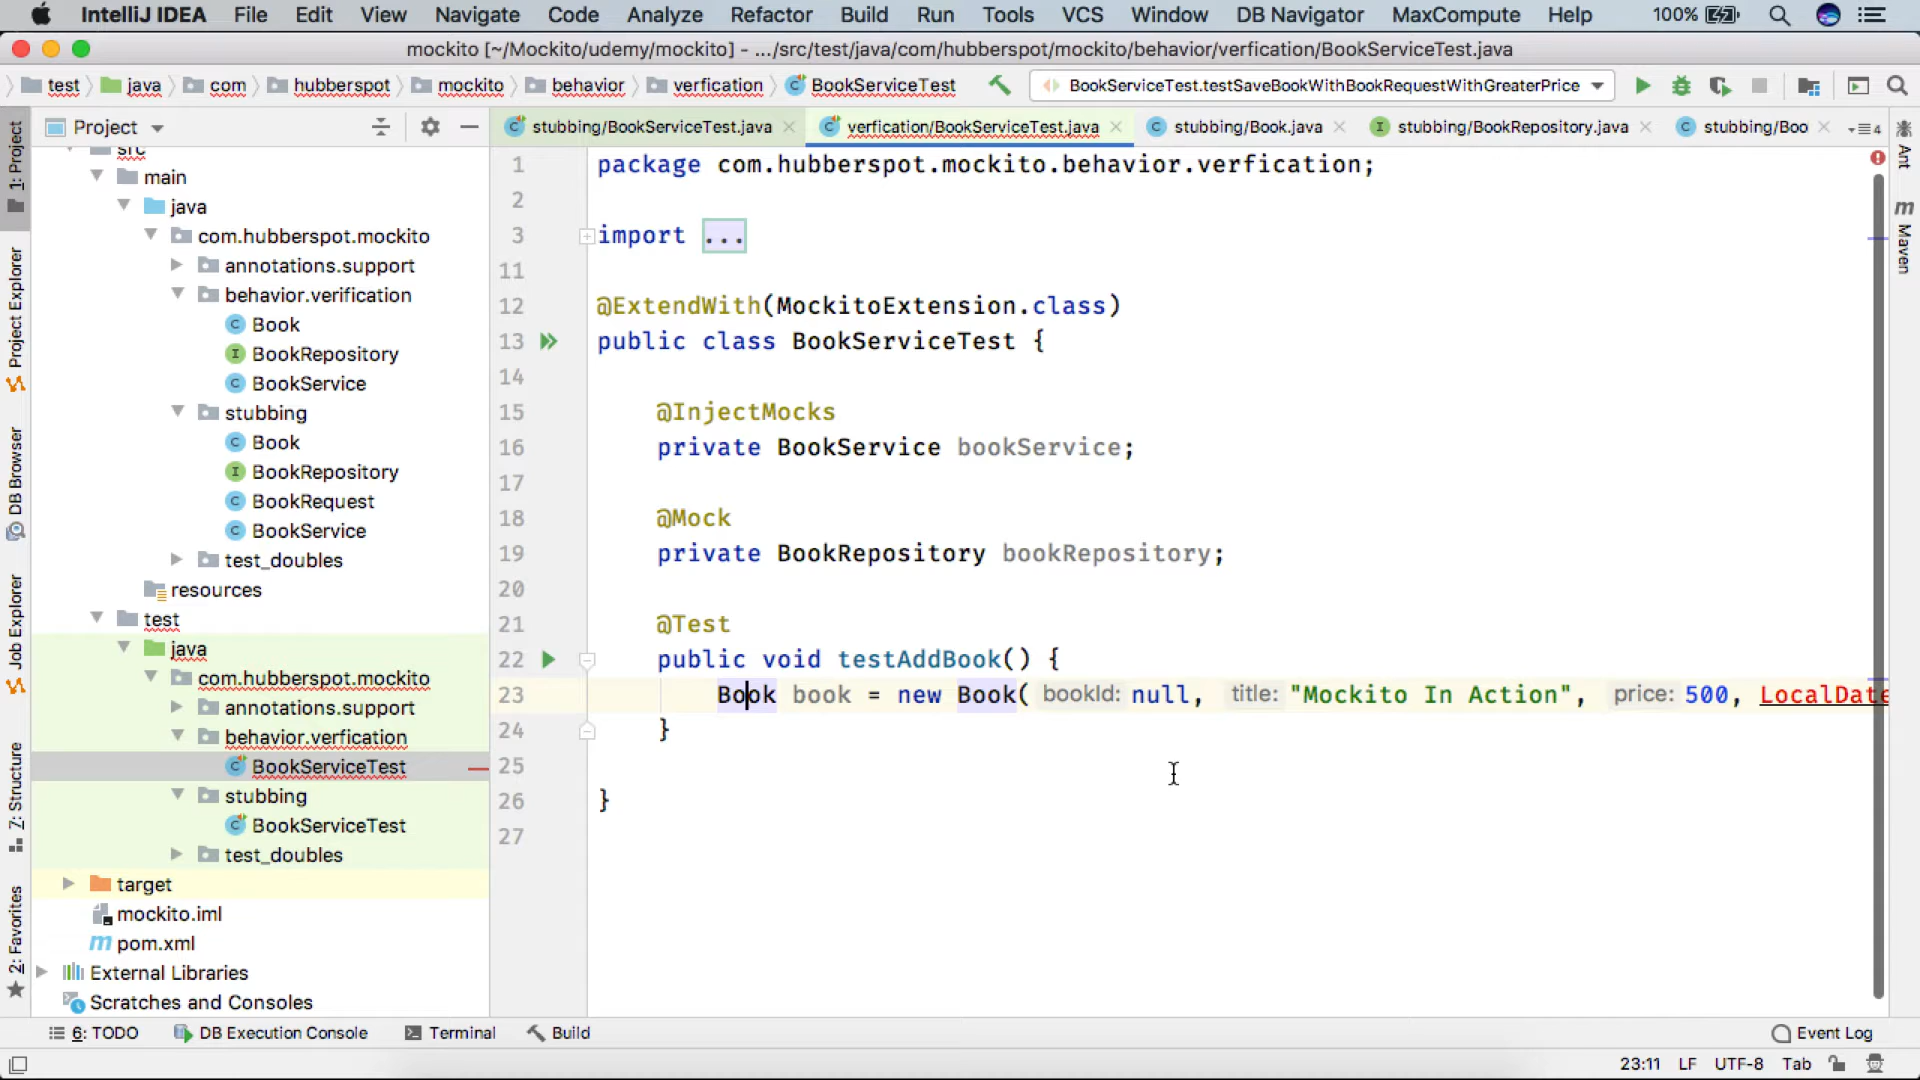 IntelliJ IDEA File Edit View Navigate Code Analyze Refactor Build Run Tools VCS Window DB Navigator MaxCompute Help 100%
mockito [~/Mockito/udemy/mockito] - .../src/test/java/com/hubberspot/mockito/behavior/verfication/BookServiceTest.java
test java com hubberspot mockito behavior verfication BookServiceTest BookServiceTest.testSaveBookWithBookRequestWithGreaterPrice
Project
stubbing/BookServiceTest.java verfication/BookServiceTest.java stubbing/Book.java stubbing/BookRepository.java stubbing/Boo 4
1: Project
Project Explorer
DB Browser
Job Explorer
7: Structure
2: Favorites
src
main
java
com.hubberspot.mockito
annotations.support
behavior.verification
Book
BookRepository
BookService
stubbing
Book
BookRepository
BookRequest
BookService
test_doubles
resources
test
java
com.hubberspot.mockito
annotations.support
behavior.verfication
BookServiceTest
stubbing
BookServiceTest
test_doubles
target
mockito.iml
pom.xml
External Libraries
Scratches and Consoles
1 package com.hubberspot.mockito.behavior.verfication;
2
3 import ...
11
12 @ExtendWith(MockitoExtension.class)
13 public class BookServiceTest {
14
15 @InjectMocks
16 private BookService bookService;
17
18 @Mock
19 private BookRepository bookRepository;
20
21 @Test
22 public void testAddBook() {
23 Book book = new Book( bookId: null, title: "Mockito In Action", price: 500, LocalDate
24 }
25
26 }
27
Ant
Maven
6: TODO DB Execution Console Terminal Build Event Log
23:11 LF UTF-8 Tab